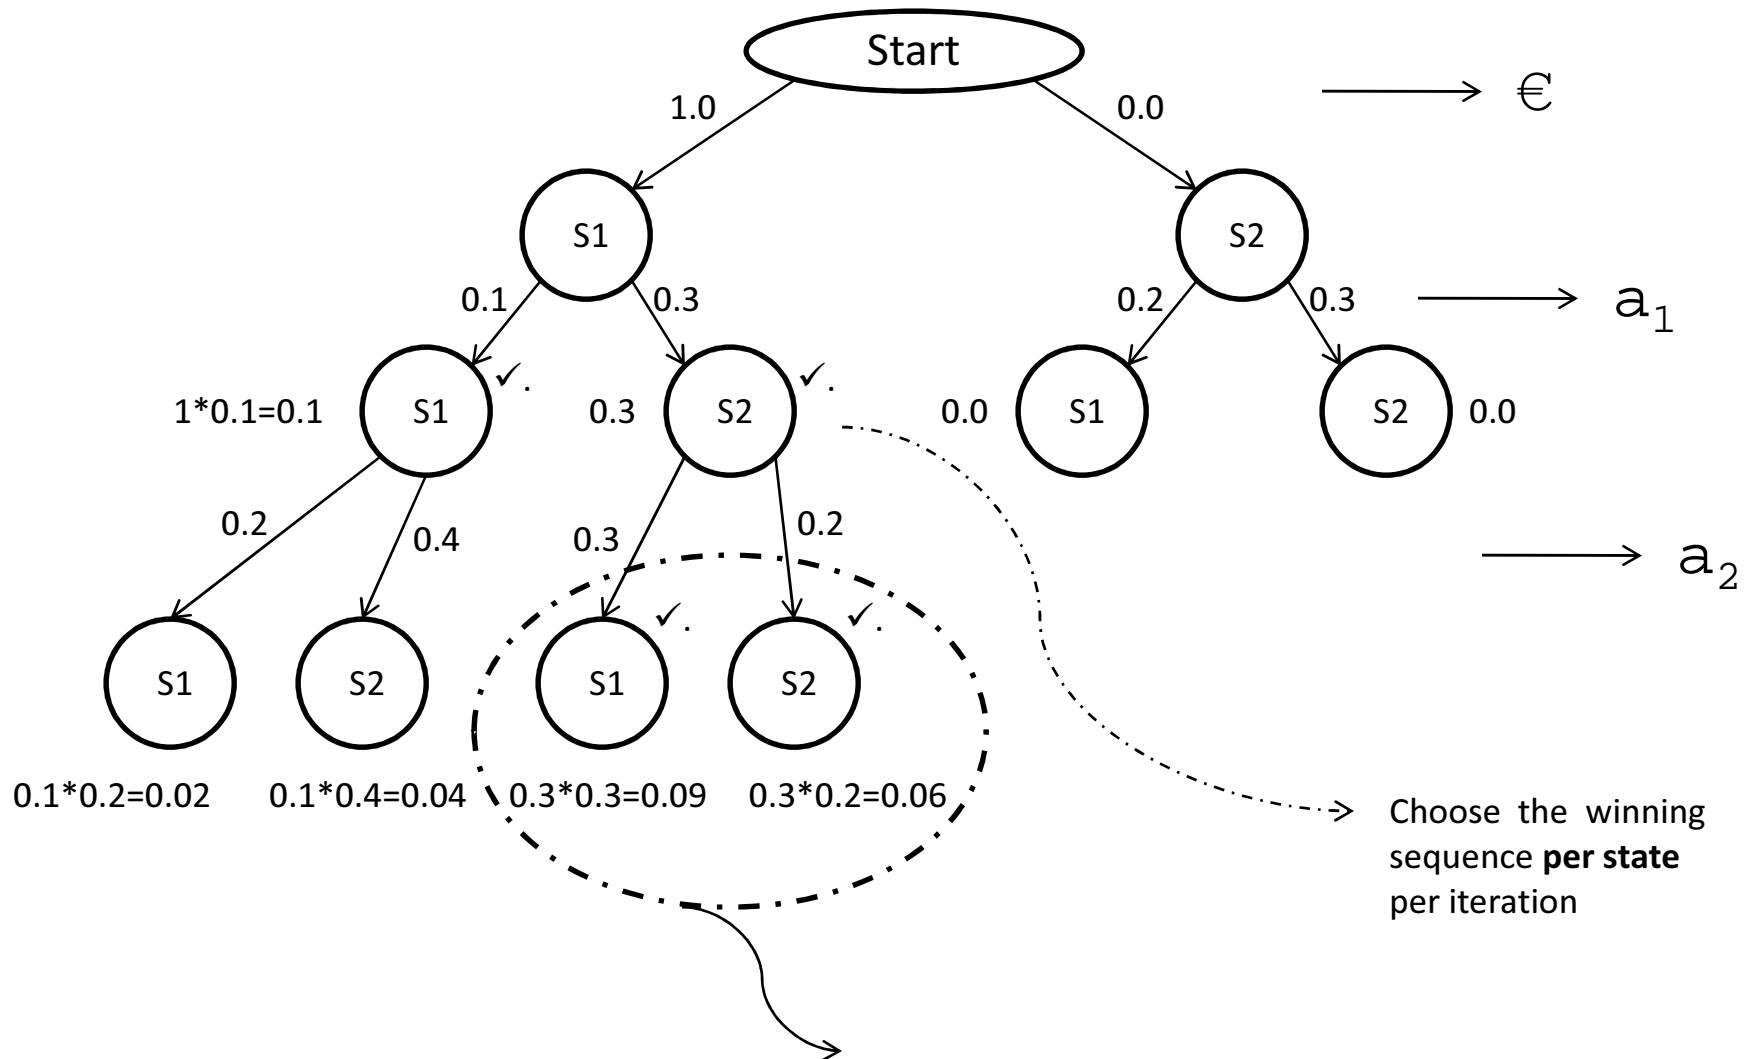 Start
1.0
0.0
€
S1
S2
0.1
0.3
0.2
0.3
a1
✓.
✓.
1*0.1=0.1
S1
0.3
S2
0.0
S1
S2
0.0
0.2
0.4
0.3
0.2
a2
✓.
✓.
S1
S2
S1
S2
0.1*0.2=0.02
0.1*0.4=0.04
0.3*0.3=0.09
0.3*0.2=0.06
Choose the winning
sequence per state
per iteration